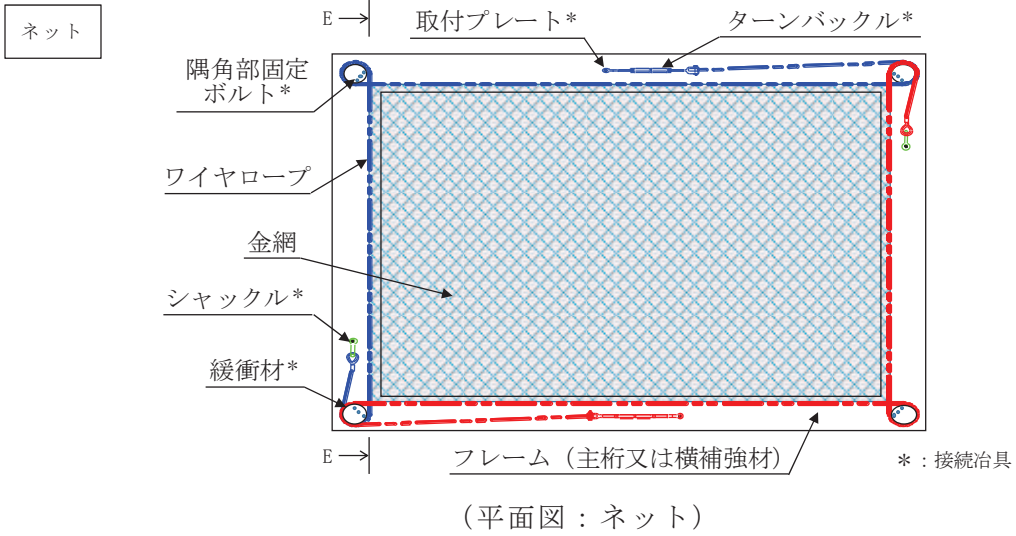 ネット
E
取付プレート*
ターンバックル*
隅角部固定
ボルト*
ワイヤロープ
金網
シャックル*
緩衝材*
E
フレーム（主桁又は横補強材）
*：接続冶具
（平面図：ネット）